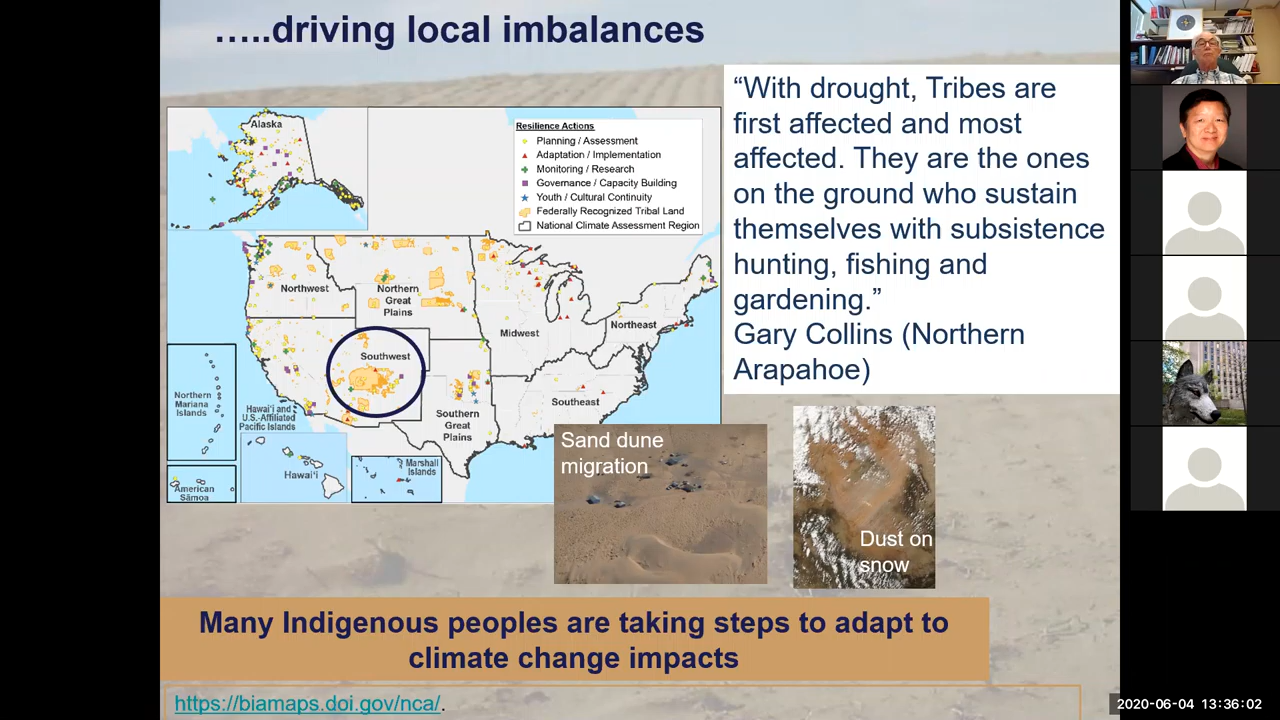 …..driving local imbalances
“With drought, Tribes are
first affected and most
affected. They are the ones
on the ground who sustain
themselves with subsistence
hunting, fishing and
gardening.”
Gary Collins (Northern
Arapahoe)
Alaska
Resilience Actions
Planning / Assessment
Adaptation / Implementation
Monitoring / Research
Governance / Capacity Building
Youth / Cultural Continuity
Federally Recognized Tribal Land
National Climate Assessment Region
Northwest
Northern
Great
Plains
Midwest
Northeast
Southwest
Southern
Great
Plains
Southeast
Northern
Mariana
Islands
Hawai‘i and
U.S.-Affiliated
Pacific Islands
Hawai‘i
Marshall
Islands
American
Sāmoa
Sand dune
migration
Dust on
snow
Many Indigenous peoples are taking steps to adapt to
climate change impacts
https://biamaps.doi.gov/nca/.
2020-06-04 13:36:02